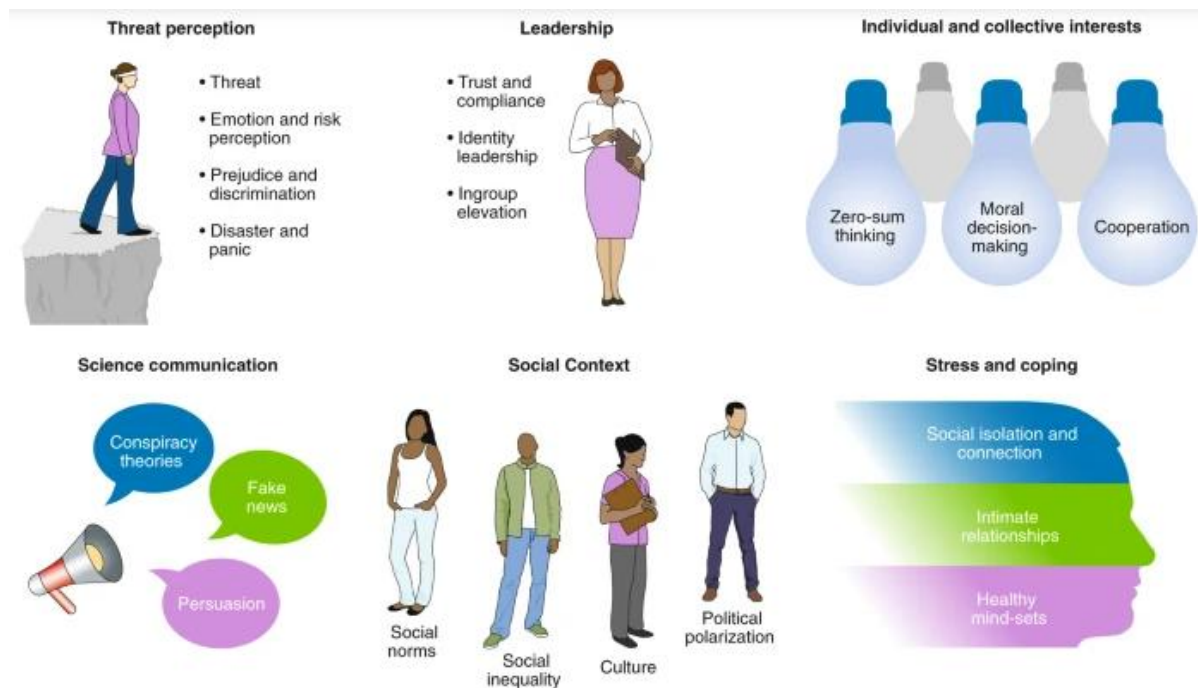 Threat perception
• Threat
• Emotion and risk
perception
• Prejudice and
discrimination
• Disaster and
panic
Leadership
• Trust and
compliance
• Identity
leadership
• Ingroup
elevation
Individual and collective interests
Zero-sum
thinking
Moral
decision-
making
Cooperation
Science communication
Conspiracy
theories
Fake
news
Persuasion
Social Context
Social
norms
Social
inequality
Culture
Political
polarization
Stress and coping
Social isolation and
connection
Intimate
relationships
Healthy
mind-sets